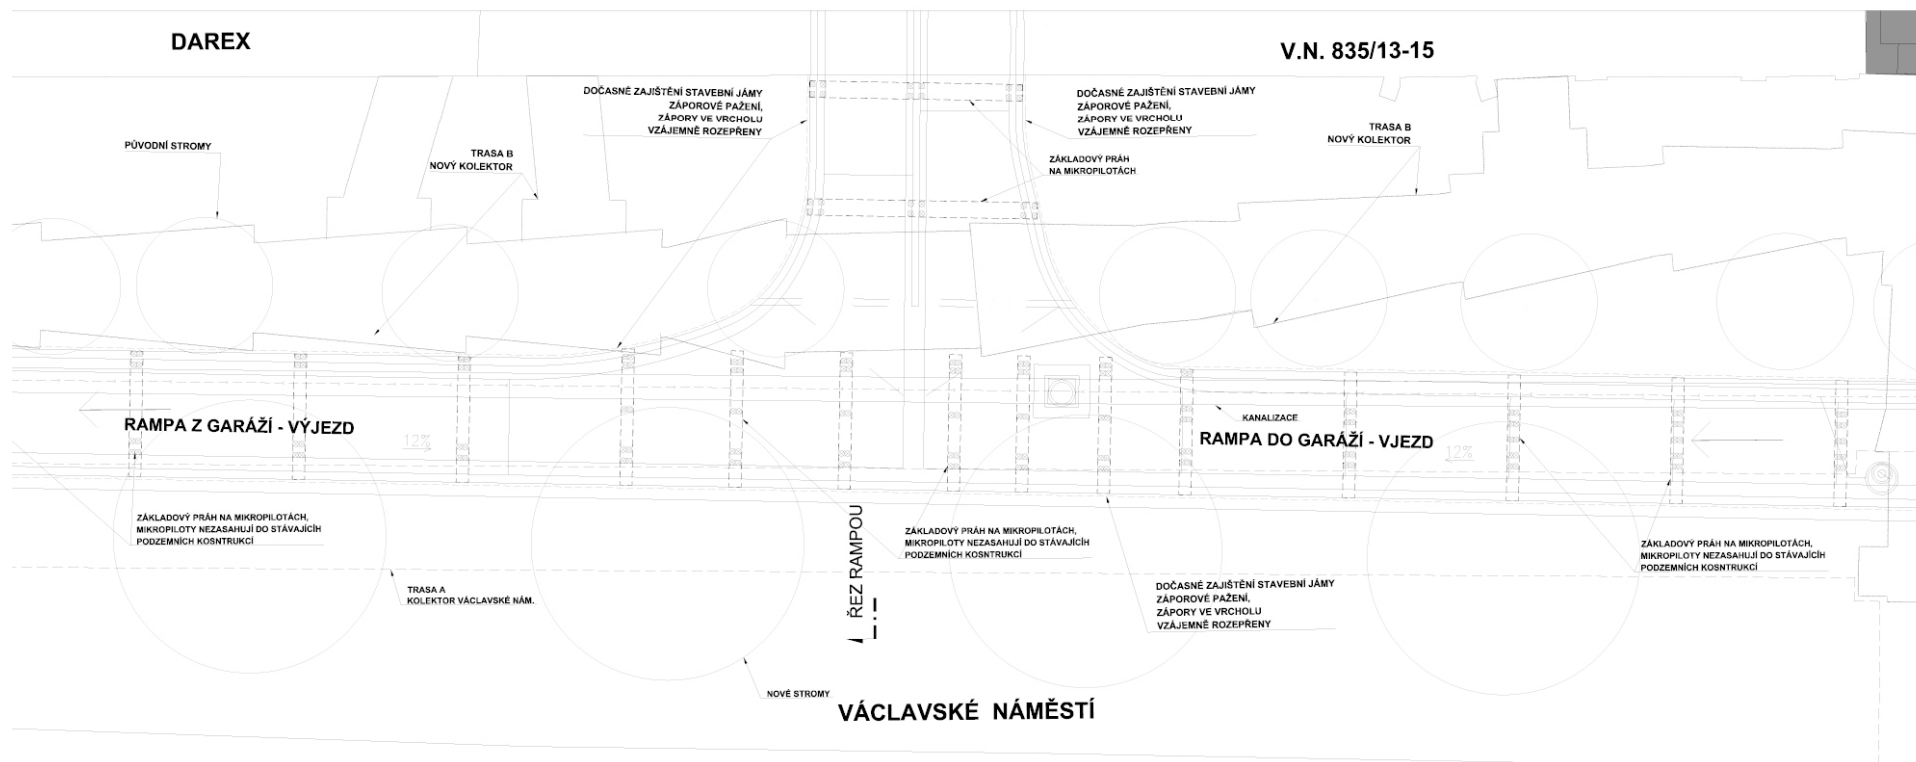 DAREX
V.N. 835/13-15
DOČASNÉ ZAJIŠTĚNÍ STAVEBNÍ JÁMY
ZÁPOROVÉ PAŽENÍ,
ZÁPORY VE VRCHOLU
VZÁJEMNĚ ROZEPŘENY
DOČASNÉ ZAJIŠTĚNÍ STAVEBNÍ JÁMY
ZÁPOROVÉ PAŽENÍ,
ZÁPORY VE VRCHOLU
VZÁJEMNĚ ROZEPŘENY
PŮVODNÍ STROMY
TRASA B
NOVÝ KOLEKTOR
ZÁKLADOVÝ PRÁH
NA MIKROPILOTÁCH
TRASA B
NOVÝ KOLEKTOR
RAMPA Z GARÁŽÍ - VÝJEZD
12%
KANALIZACE
RAMPA DO GARÁŽÍ - VJEZD
12%
ZÁKLADOVÝ PRÁH NA MIKROPILOTÁCH,
MIKROPILOTY NEZASAHUJÍ DO STÁVAJÍCÍH
PODZEMNÍCH KOSNTRUKCÍ
ŘEZ RAMPOU
ZÁKLADOVÝ PRÁH NA MIKROPILOTÁCH,
MIKROPILOTY NEZASAHUJÍ DO STÁVAJÍCÍH
PODZEMNÍCH KOSNTRUKCÍ
ZÁKLADOVÝ PRÁH NA MIKROPILOTÁCH,
MIKROPILOTY NEZASAHUJÍ DO STÁVAJÍCÍH
PODZEMNÍCH KOSNTRUKCÍ
TRASA A
KOLEKTOR VÁCLAVSKÉ NÁM.
DOČASNÉ ZAJIŠTĚNÍ STAVEBNÍ JÁMY
ZÁPOROVÉ PAŽENÍ,
ZÁPORY VE VRCHOLU
VZÁJEMNĚ ROZEPŘENY
NOVÉ STROMY
VÁCLAVSKÉ NÁMĚSTÍ